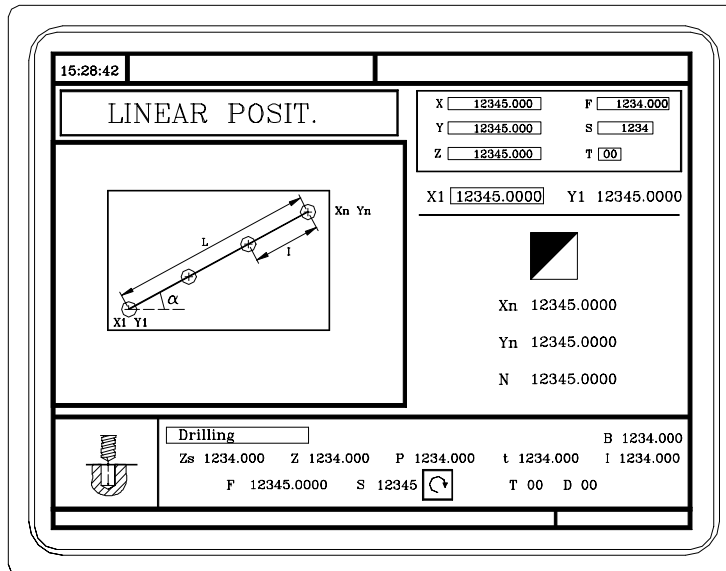 15:28:42
LINEAR POSIT.
X 12345.000 F 1234.000
Y 12345.000 S 1234
Z 12345.000 T 00
X1 12345.0000 Y1 12345.0000
Xn Yn
L
I
α
X1 Y1
Xn 12345.0000
Yn 12345.0000
N 12345.0000
Drilling
B 1234.000
Zs 1234.000 Z 1234.000 P 1234.000 t 1234.000 I 1234.000
F 12345.0000 S 12345 T 00 D 00